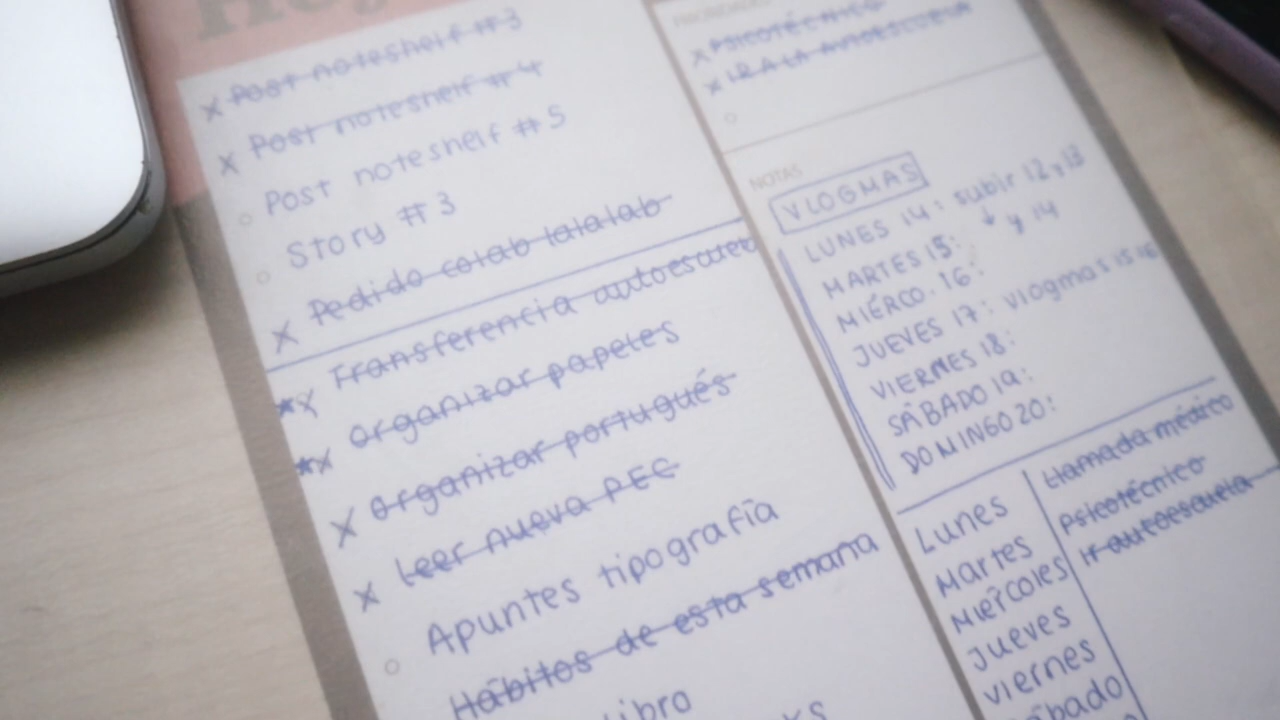 Hoy
Post noteshelf #3
Post noteshelf #4
Post noteshelf #5
Story #3
Pedido colab lalalab
Transferencia autoescuela
Organizar papeles
Organizar portugués
Leer nueva PEC
Apuntes tipografía
Hábitos de esta semana
libro
PRIORIDADES
PSICOTÉCNICO
IR A LA AUTOESCUELA
NOTAS
VLOGMAS
LUNES 14: subir 12 y 13
y 14
MARTES 15:
MIÉRCO. 16:
JUEVES 17: vlogmas 15 y 16
VIERNES 18:
SÁBADO 19:
DOMINGO 20:
Lunes
Martes
Miércoles
Jueves
Viernes
Sábado
Llamada médico
psicotécnico
Ir autoescuela